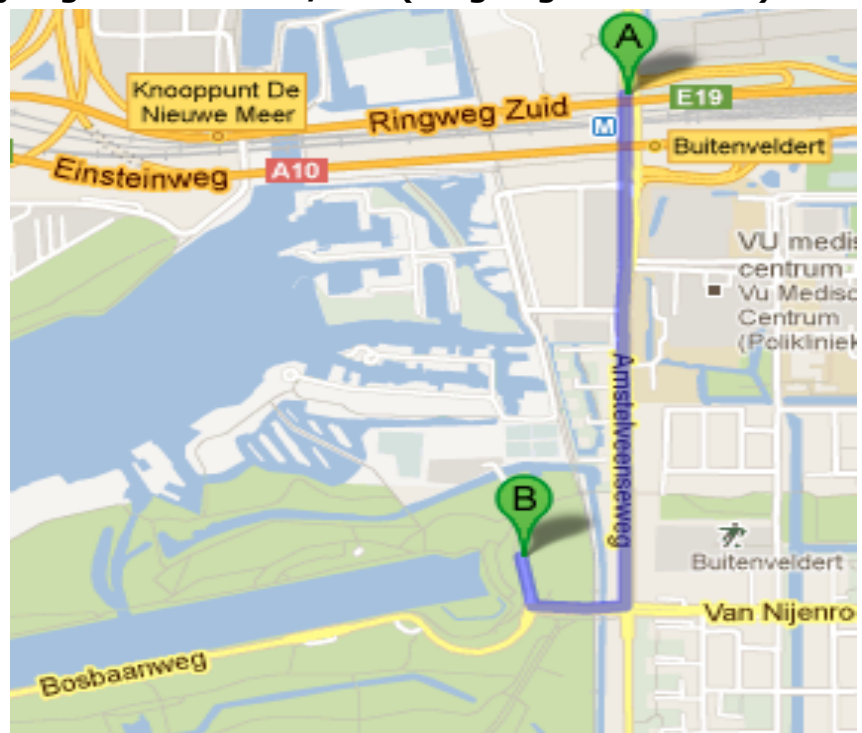 A
Knooppunt De
Nieuwe Meer
Ringweg Zuid
E19
M
Buitenveldert
Einsteinweg
A10
VU medis
centrum
Vu Medisc
Centrum
(Polikliniek
Amstelveenseweg
B
Buitenveldert
Van Nijenro
Bosbaanweg